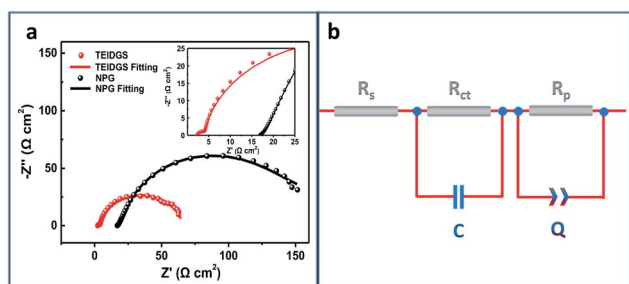 a
TEIDGS
TEIDGS Fitting
NPG
NPG Fitting
-Z" (Ω cm²)
150
100
50
0
0 50 100 150
Z' (Ω cm²)
-Z" (Ω cm²)
25
20
15
10
5
0
5 10 15 20 25
Z' (Ω cm²)
b
Rs Rct Rp
C Q